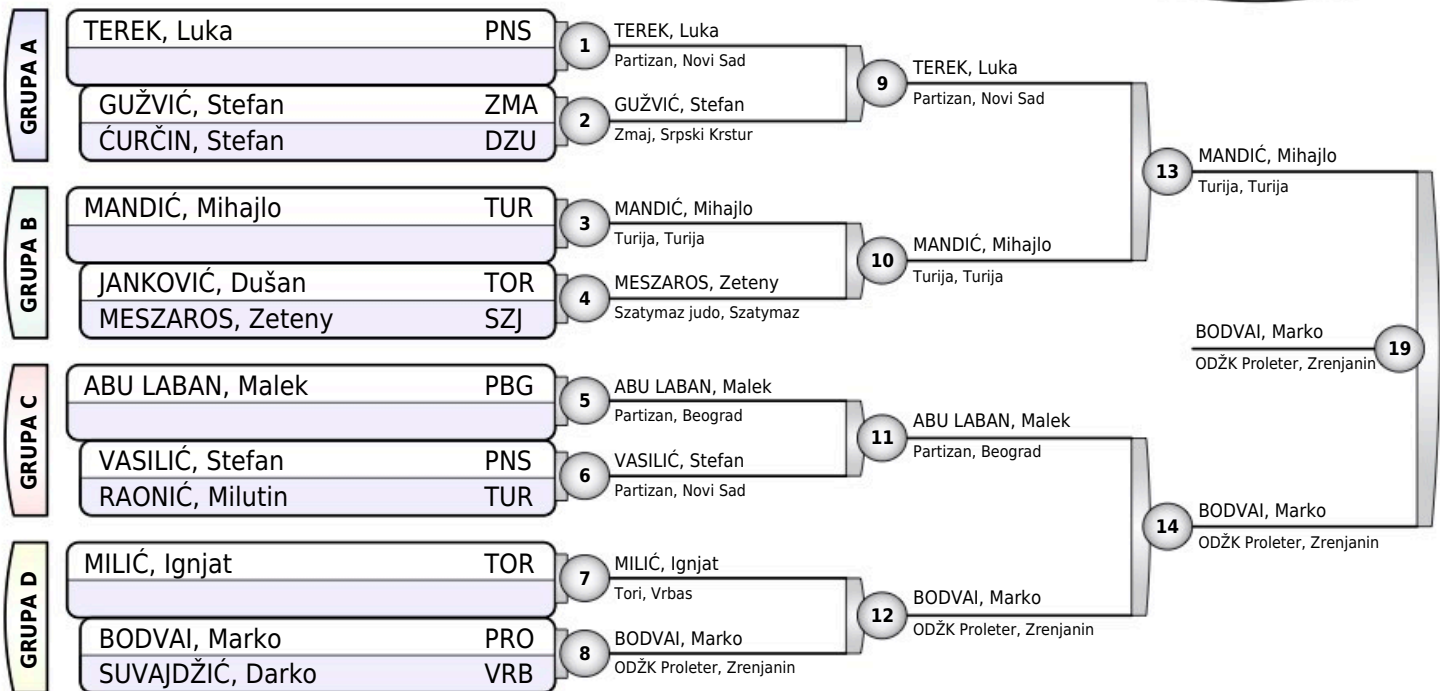 GRUPA A
TEREK, Luka PNS
GUŽVIĆ, Stefan ZMA
ĆURČIN, Stefan DZU
1
TEREK, Luka
Partizan, Novi Sad
2
GUŽVIĆ, Stefan
Zmaj, Srpski Krstur
9
TEREK, Luka
Partizan, Novi Sad
GRUPA B
MANDIĆ, Mihajlo TUR
JANKOVIĆ, Dušan TOR
MESZAROS, Zeteny SZJ
3
MANDIĆ, Mihajlo
Turija, Turija
4
MESZAROS, Zeteny
Szatymaz judo, Szatymaz
10
MANDIĆ, Mihajlo
Turija, Turija
13
MANDIĆ, Mihajlo
Turija, Turija
GRUPA C
ABU LABAN, Malek PBG
VASILIĆ, Stefan PNS
RAONIĆ, Milutin TUR
5
ABU LABAN, Malek
Partizan, Beograd
6
VASILIĆ, Stefan
Partizan, Novi Sad
11
ABU LABAN, Malek
Partizan, Beograd
GRUPA D
MILIĆ, Ignjat TOR
BODVAI, Marko PRO
SUVAJDŽIĆ, Darko VRB
7
MILIĆ, Ignjat
Tori, Vrbas
8
BODVAI, Marko
ODŽK Proleter, Zrenjanin
12
BODVAI, Marko
ODŽK Proleter, Zrenjanin
14
BODVAI, Marko
ODŽK Proleter, Zrenjanin
BODVAI, Marko
ODŽK Proleter, Zrenjanin
19